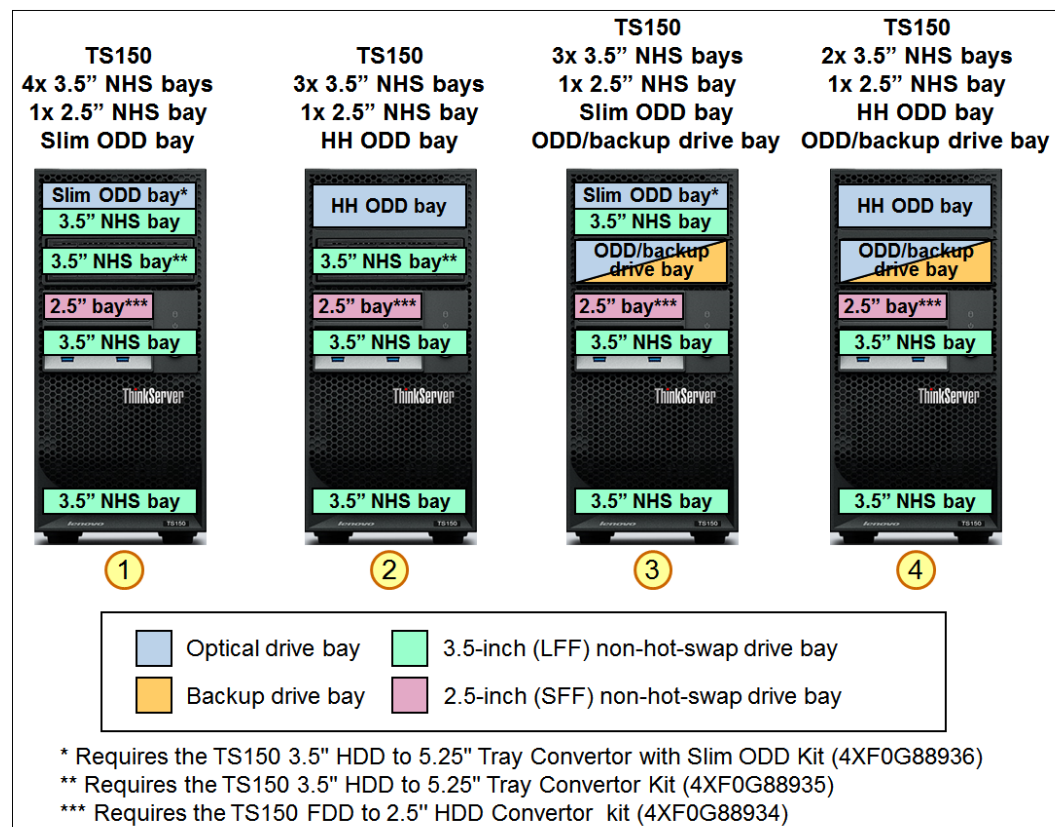 TS150
4x 3.5” NHS bays
1x 2.5” NHS bay
Slim ODD bay
TS150
3x 3.5” NHS bays
1x 2.5” NHS bay
HH ODD bay
TS150
3x 3.5” NHS bays
1x 2.5” NHS bay
Slim ODD bay
ODD/backup drive bay
TS150
2x 3.5” NHS bays
1x 2.5” NHS bay
HH ODD bay
ODD/backup drive bay
Slim ODD bay*
3.5” NHS bay
3.5” NHS bay**
2.5” bay***
3.5” NHS bay
ThinkServer
3.5” NHS bay
lenovo TS150
1
HH ODD bay
3.5” NHS bay**
2.5” bay***
3.5” NHS bay
ThinkServer
3.5” NHS bay
lenovo TS150
2
Slim ODD bay*
3.5” NHS bay
ODD/backup
drive bay
2.5” bay***
3.5” NHS bay
ThinkServer
3.5” NHS bay
lenovo TS150
3
HH ODD bay
ODD/backup
drive bay
2.5” bay***
3.5” NHS bay
ThinkServer
3.5” NHS bay
lenovo TS150
4
Optical drive bay
3.5-inch (LFF) non-hot-swap drive bay
Backup drive bay
2.5-inch (SFF) non-hot-swap drive bay
* Requires the TS150 3.5" HDD to 5.25" Tray Convertor with Slim ODD Kit (4XF0G88936)
** Requires the TS150 3.5" HDD to 5.25" Tray Convertor Kit (4XF0G88935)
*** Requires the TS150 FDD to 2.5" HDD Convertor kit (4XF0G88934)